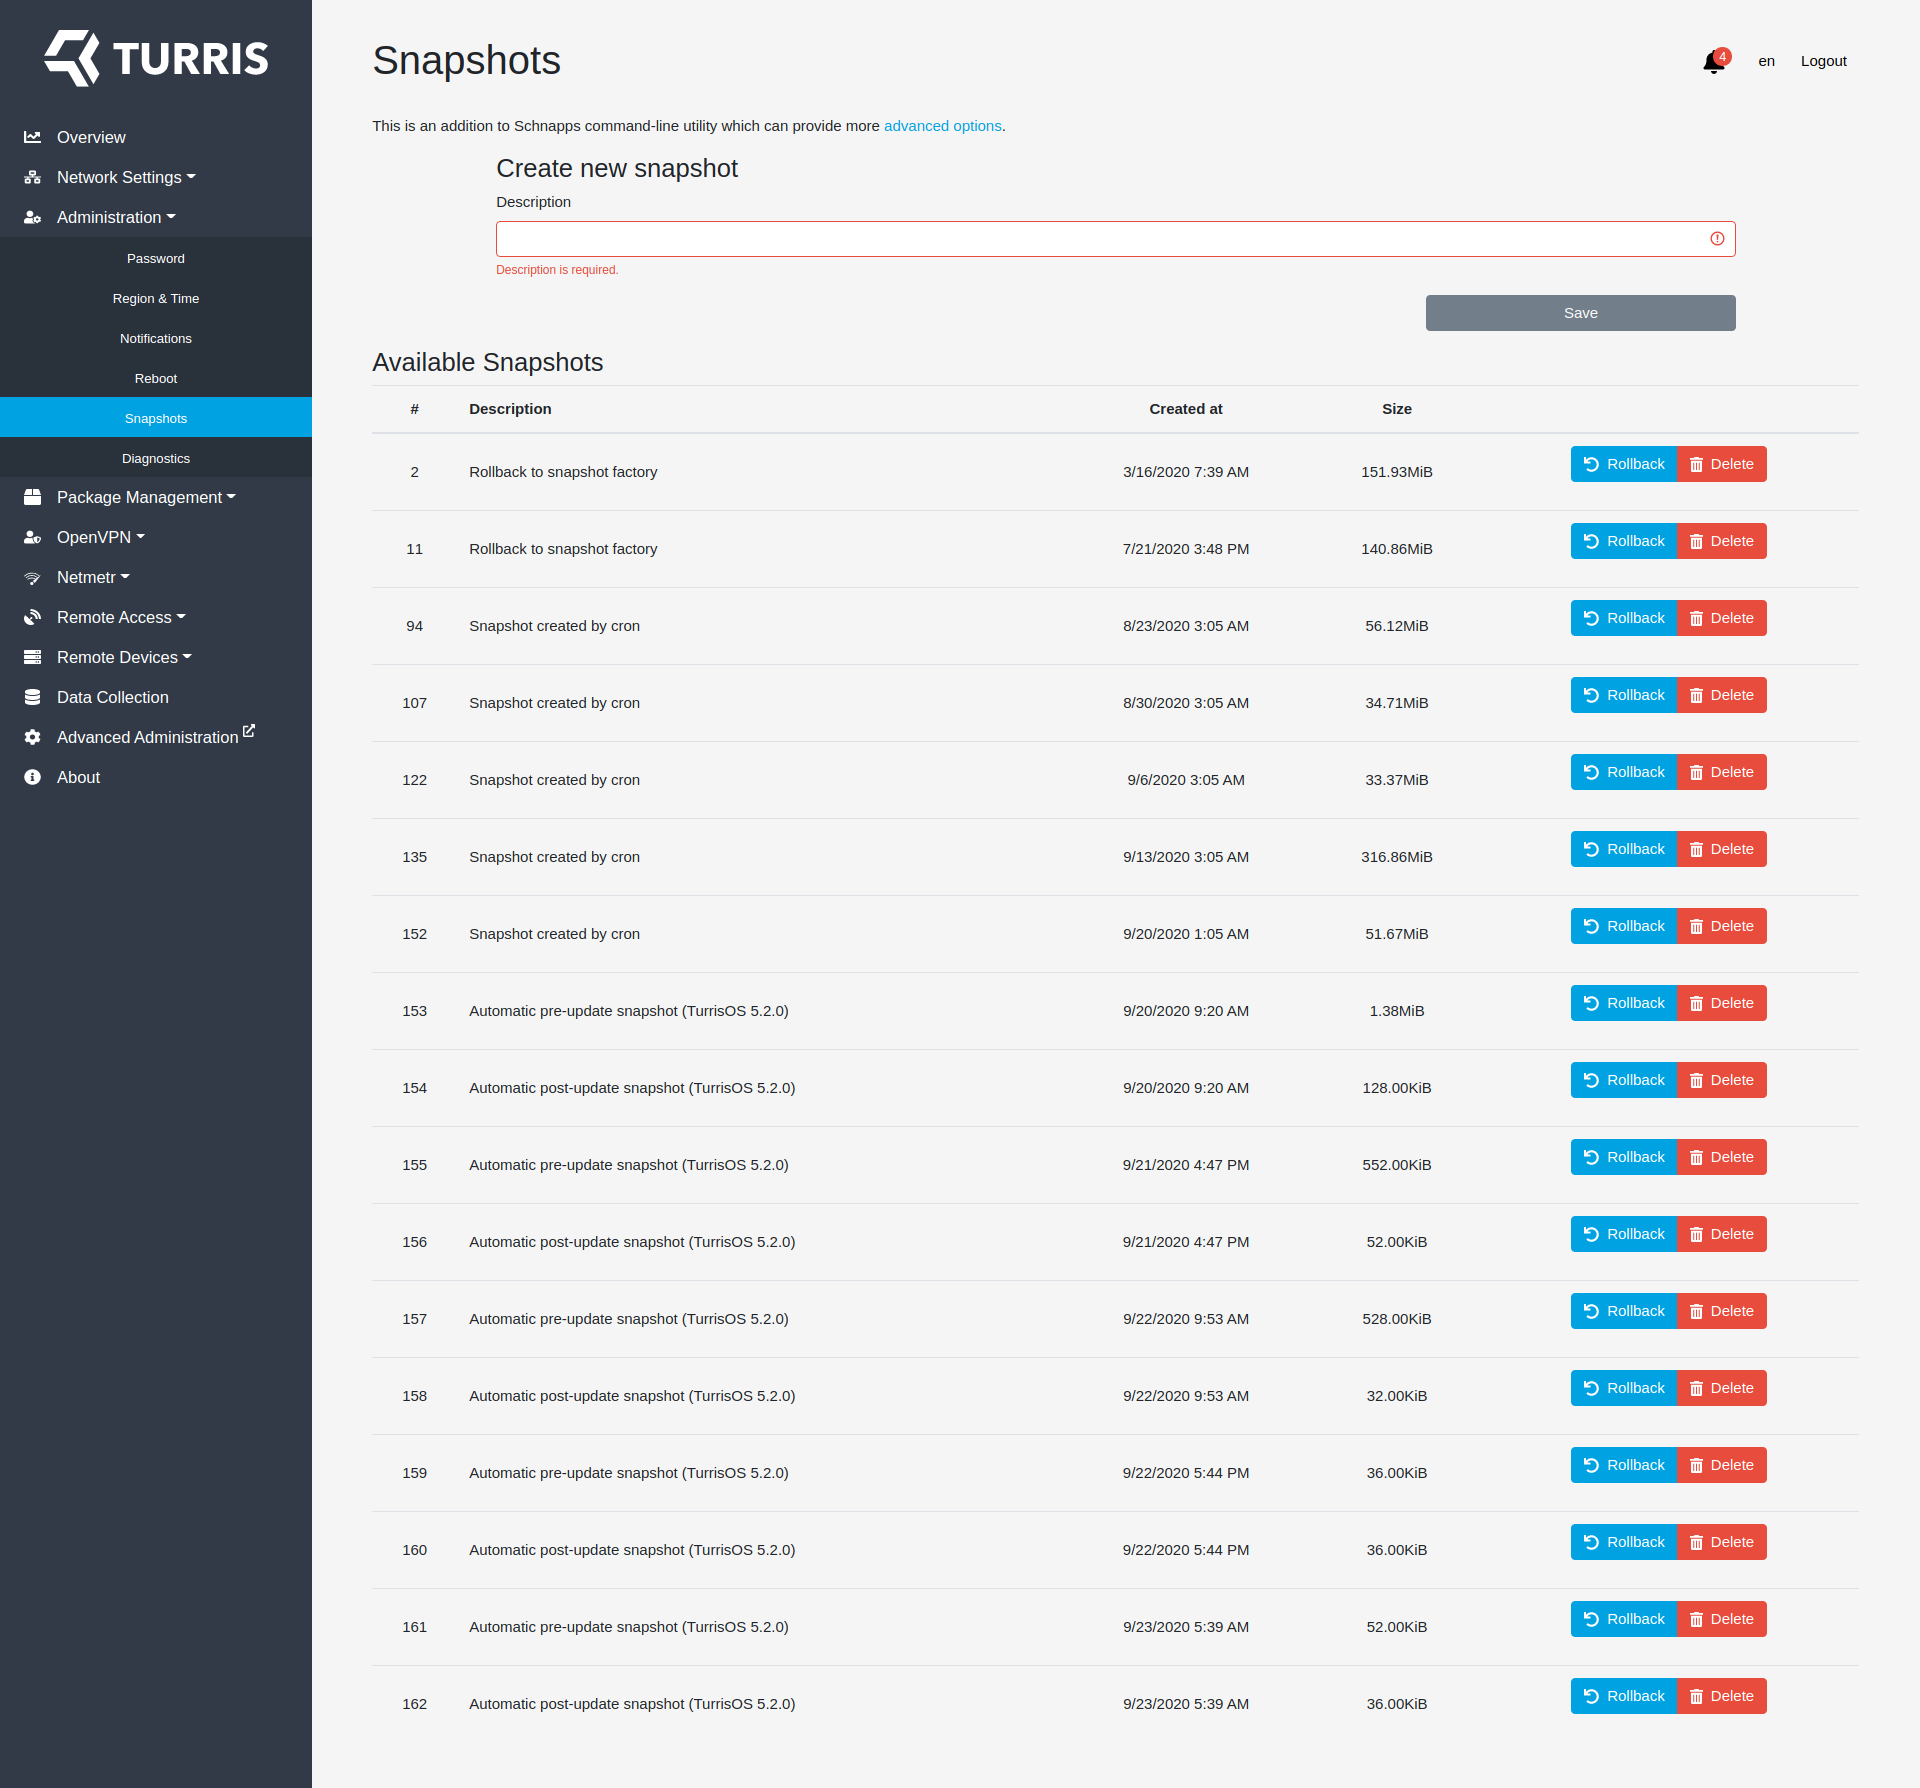 TURRIS
Overview
Network Settings
Administration
Password
Region & Time
Notifications
Reboot
Snapshots
Diagnostics
Package Management
OpenVPN
Netmetr
Remote Access
Remote Devices
Data Collection
Advanced Administration
About
Snapshots
4 en Logout
This is an addition to Schnapps command-line utility which can provide more advanced options.
Create new snapshot
Description
Description is required.
Save
Available Snapshots
# Description Created at Size
2 Rollback to snapshot factory 3/16/2020 7:39 AM 151.93MiB Rollback Delete
11 Rollback to snapshot factory 7/21/2020 3:48 PM 140.86MiB Rollback Delete
94 Snapshot created by cron 8/23/2020 3:05 AM 56.12MiB Rollback Delete
107 Snapshot created by cron 8/30/2020 3:05 AM 34.71MiB Rollback Delete
122 Snapshot created by cron 9/6/2020 3:05 AM 33.37MiB Rollback Delete
135 Snapshot created by cron 9/13/2020 3:05 AM 316.86MiB Rollback Delete
152 Snapshot created by cron 9/20/2020 1:05 AM 51.67MiB Rollback Delete
153 Automatic pre-update snapshot (TurrisOS 5.2.0) 9/20/2020 9:20 AM 1.38MiB Rollback Delete
154 Automatic post-update snapshot (TurrisOS 5.2.0) 9/20/2020 9:20 AM 128.00KiB Rollback Delete
155 Automatic pre-update snapshot (TurrisOS 5.2.0) 9/21/2020 4:47 PM 552.00KiB Rollback Delete
156 Automatic post-update snapshot (TurrisOS 5.2.0) 9/21/2020 4:47 PM 52.00KiB Rollback Delete
157 Automatic pre-update snapshot (TurrisOS 5.2.0) 9/22/2020 9:53 AM 528.00KiB Rollback Delete
158 Automatic post-update snapshot (TurrisOS 5.2.0) 9/22/2020 9:53 AM 32.00KiB Rollback Delete
159 Automatic pre-update snapshot (TurrisOS 5.2.0) 9/22/2020 5:44 PM 36.00KiB Rollback Delete
160 Automatic post-update snapshot (TurrisOS 5.2.0) 9/22/2020 5:44 PM 36.00KiB Rollback Delete
161 Automatic pre-update snapshot (TurrisOS 5.2.0) 9/23/2020 5:39 AM 52.00KiB Rollback Delete
162 Automatic post-update snapshot (TurrisOS 5.2.0) 9/23/2020 5:39 AM 36.00KiB Rollback Delete